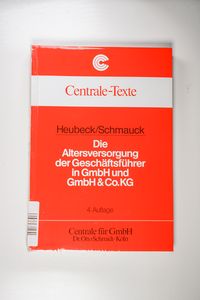 Centrale-Texte
Heubeck/Schmauck
Die
Altersversorgung
der Geschäftsführer
in GmbH und
GmbH & Co. KG
4. Auflage
Centrale für GmbH
Dr. Otto Schmidt · Köln